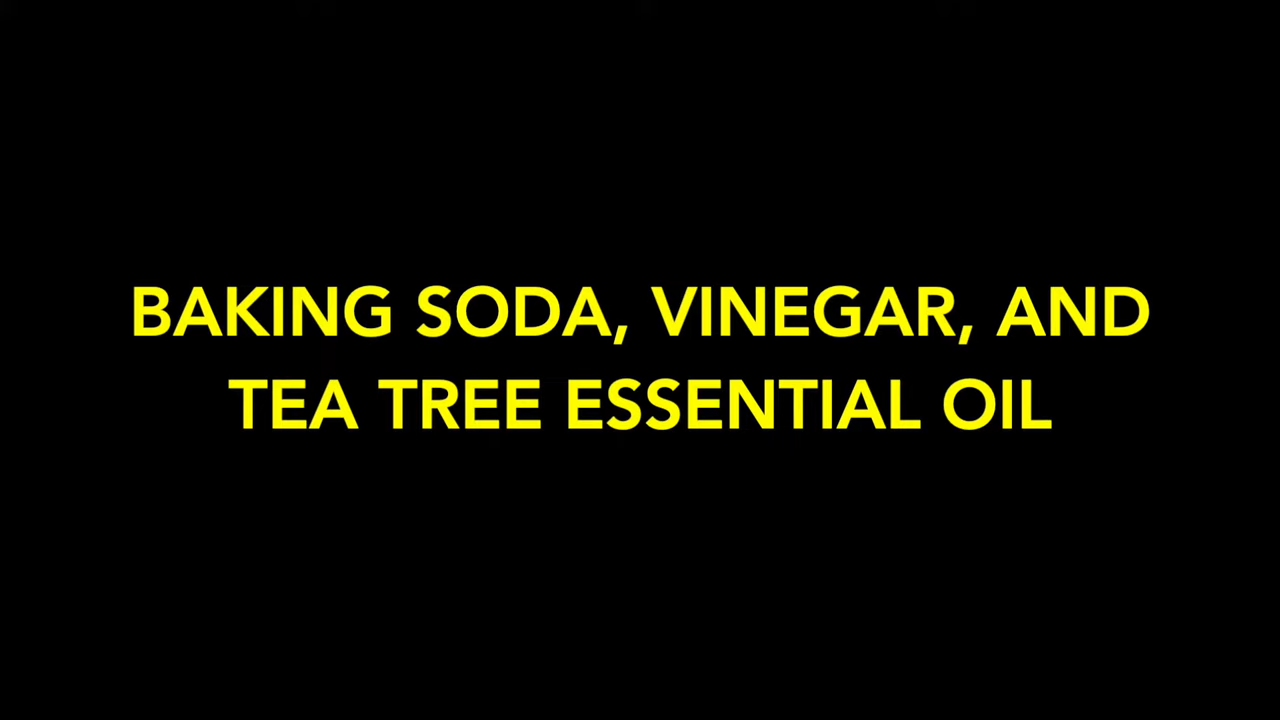 BAKING SODA, VINEGAR, AND
TEA TREE ESSENTIAL OIL